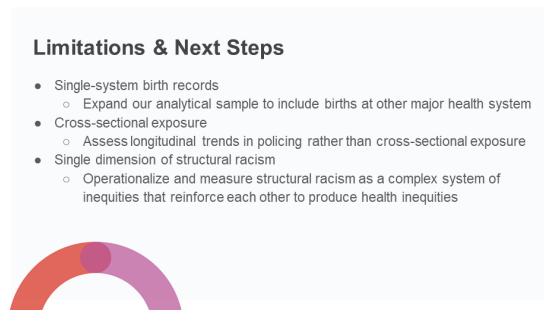 Limitations & Next Steps
● Single-system birth records
○ Expand our analytical sample to include births at other major health system
● Cross-sectional exposure
○ Assess longitudinal trends in policing rather than cross-sectional exposure
● Single dimension of structural racism
○ Operationalize and measure structural racism as a complex system of
inequities that reinforce each other to produce health inequities